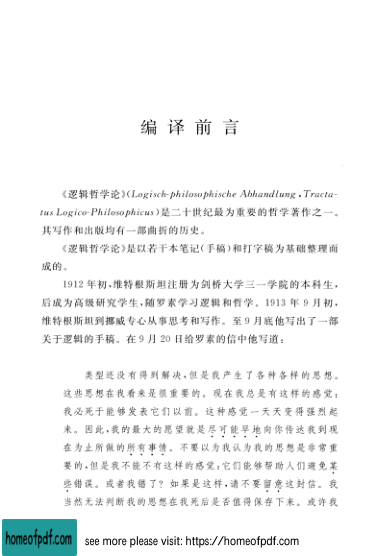 编译前言
《逻辑哲学论》(Logisch-philosophische Abhandlung,Tracta-
tus Logico-Philosophicus)是二十世纪最为重要的哲学著作之一。
其写作和出版均有一部曲折的历史。
《逻辑哲学论》是以若干本笔记(手稿)和打字稿为基础整理而
成的。
1912年初,维特根斯坦注册为剑桥大学三一学院的本科生,
后成为高级研究学生,随罗素学习逻辑和哲学。1913年9月初,
维特根斯坦到挪威专心从事思考和写作。至9月底他写出了一部
关于逻辑的手稿。在9月20日给罗素的信中他写道:
类型还没有得到解决,但是我产生了各种各样的思想。
这些思想在我看来是很重要的。现在我总是有这样的感觉:
我必死于能够发表它们以前。这种感觉一天天变得强烈起
来。因此,我的最大的愿望就是尽可能早地向你传达我到现
在为止所做的所有事情。不要以为我认为我的思想是非常重
要的,但是我不能不有这样的感觉:它们能够帮助人们避免某
些错误。或者我错了?如果是这样,请不要留意这封信。我
当然无法判断我的思想在我死后是否值得保存下来。或许我
homeofpdf.com
see more please visit: https://homeofpdf.com